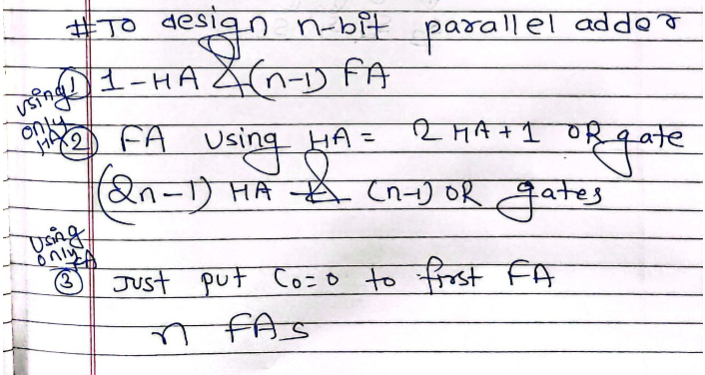 # To design n-bit parallel adder
using ① 1-HA & (n-1) FA
only
HA ② FA using HA = 2 HA + 1 OR gate
(2n-1) HA & (n-1) OR gates
Using
only FA
③ Just put C0=0 to first FA
n FAs